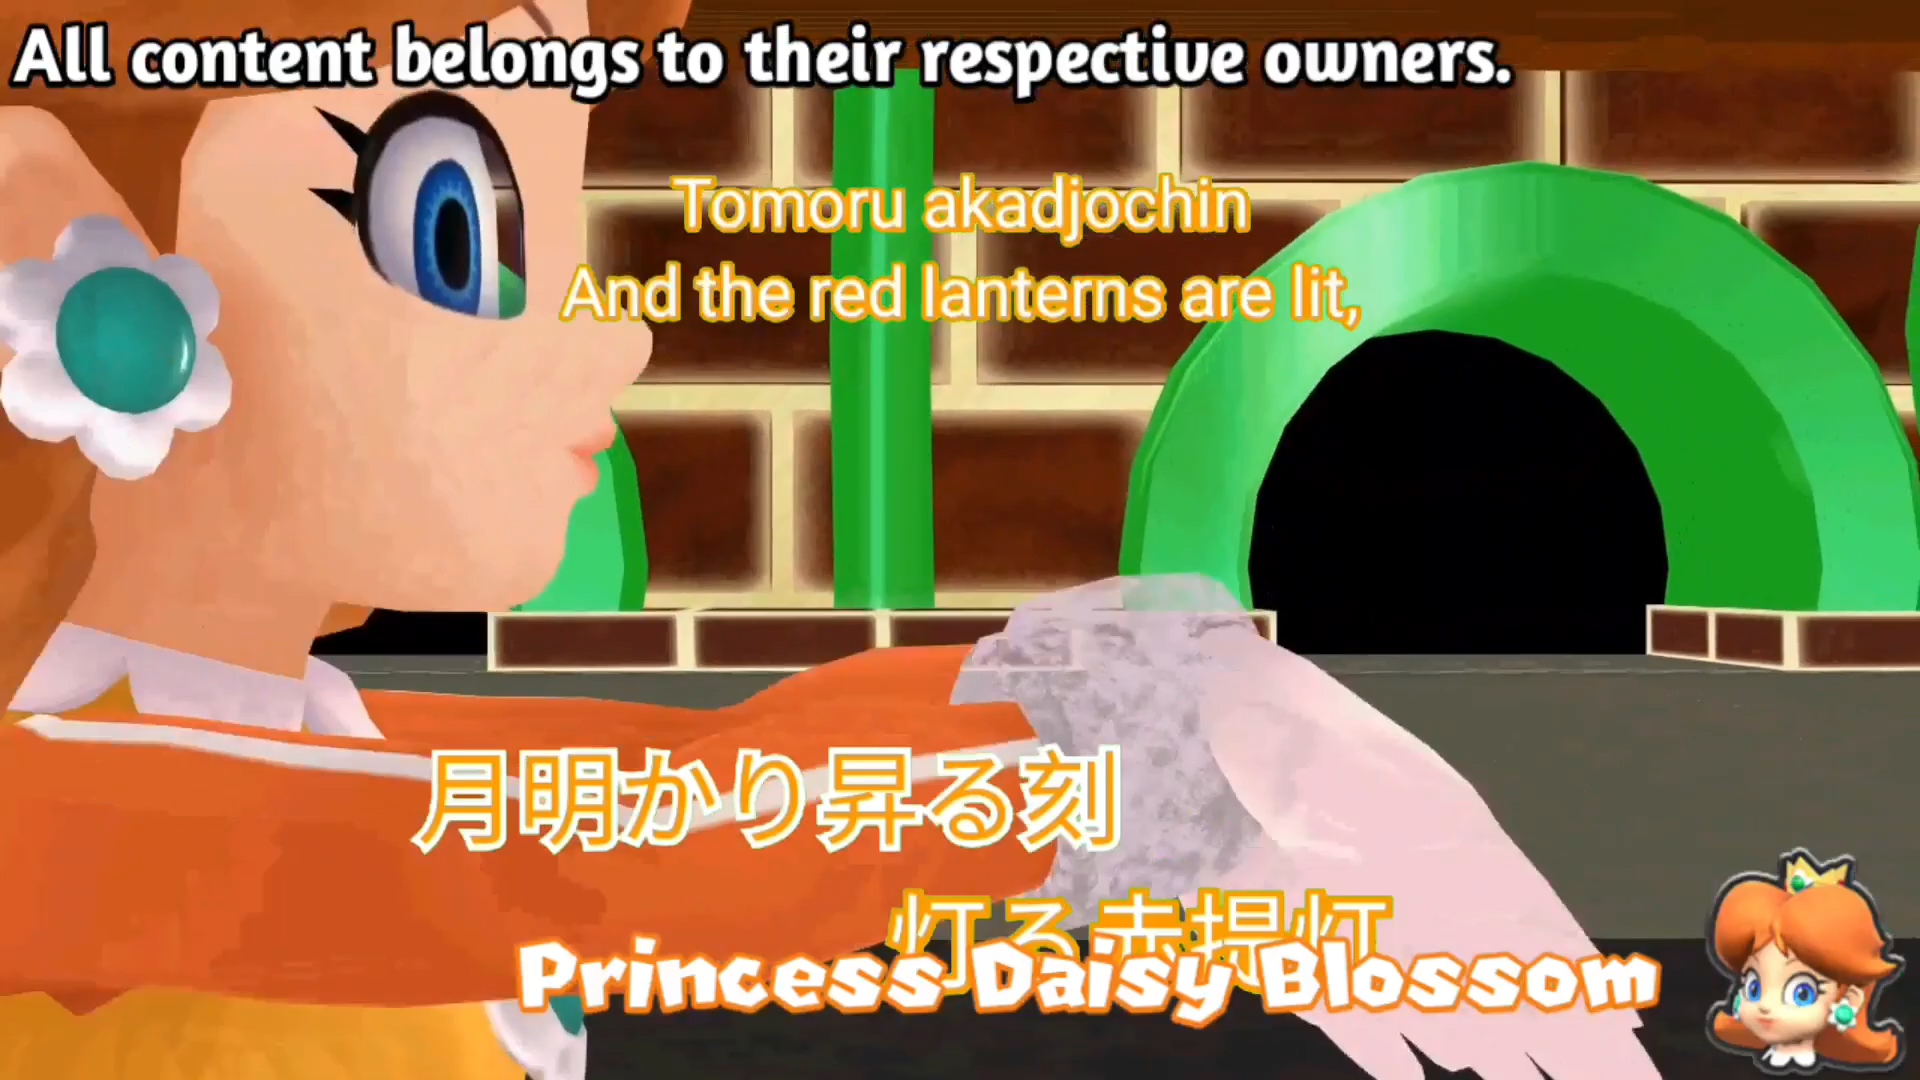 All content belongs to their respective owners.
Tomoru akadjochin
And the red lanterns are lit,
月明かり昇る刻
灯る赤提灯
Princess Daisy Blossom